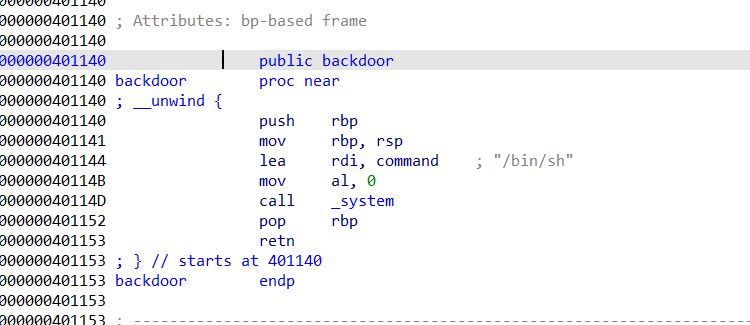 000000401140
000000401140 ; Attributes: bp-based frame
000000401140
000000401140 public backdoor
000000401140 backdoor proc near
000000401140 ; __unwind {
000000401140 push rbp
000000401141 mov rbp, rsp
000000401144 lea rdi, command ; "/bin/sh"
00000040114B mov al, 0
00000040114D call _system
000000401152 pop rbp
000000401153 retn
000000401153 ; } // starts at 401140
000000401153 backdoor endp
000000401153
000000401153 ; ---------------------------------------------------------------------------